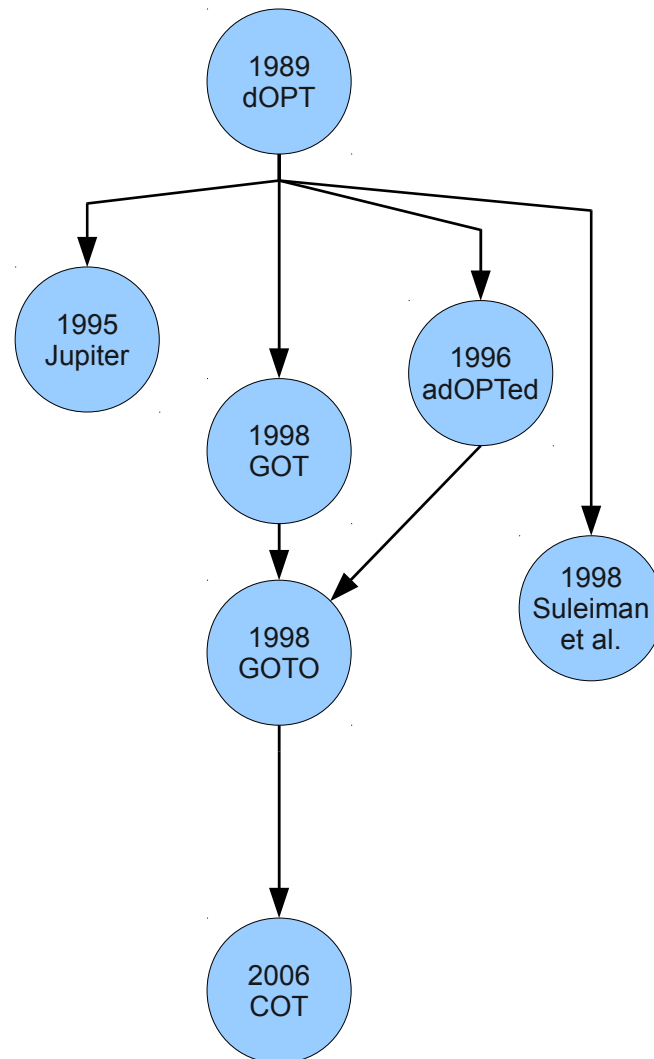 1989
dOPT
1995
Jupiter
1996
adOPTed
1998
GOT
1998
Suleiman
et al.
1998
GOTO
2006
COT